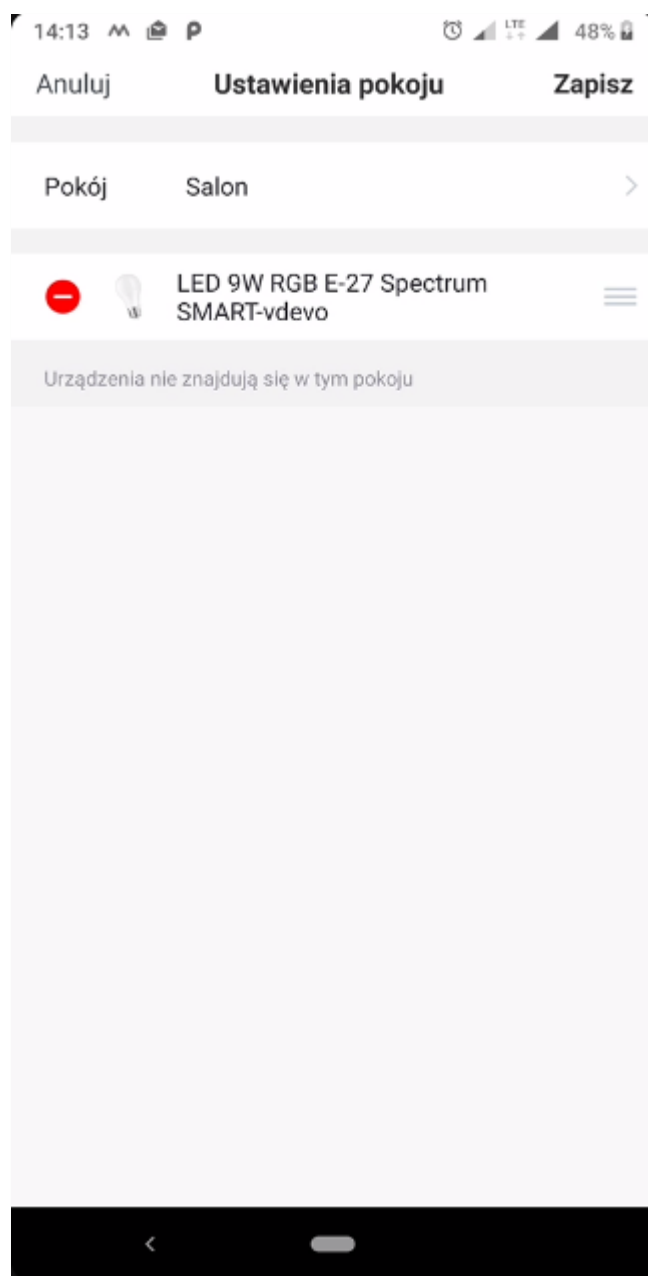 14:13 P LTE 48%
Anuluj Ustawienia pokoju Zapisz
Pokój Salon
LED 9W RGB E-27 Spectrum
SMART-vdevo
Urządzenia nie znajdują się w tym pokoju